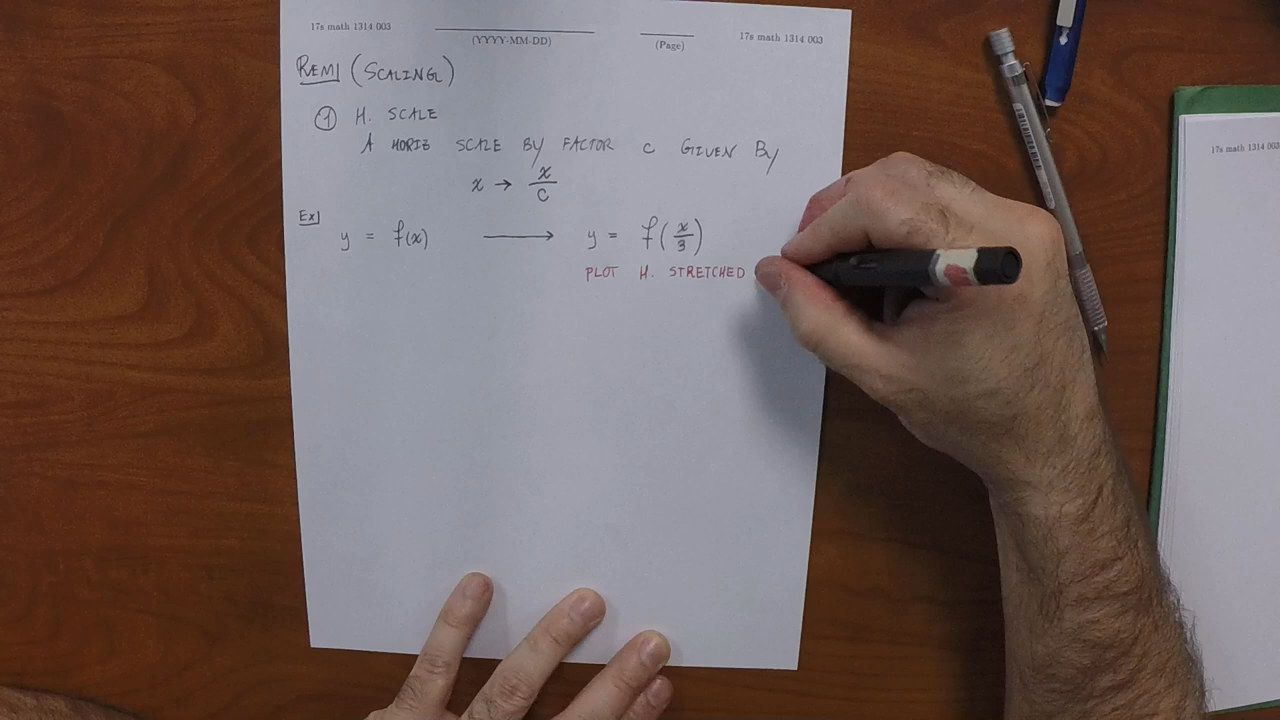 17s math 1314 003 (YYYY-MM-DD) (Page) 17s math 1314 003
REM (SCALING)
① H. SCALE
A HORIZ SCALE BY FACTOR c GIVEN BY
x → x/c
Ex
y = f(x) ⟶ y = f(x/3)
PLOT H. STRETCHED
17s math 1314 003